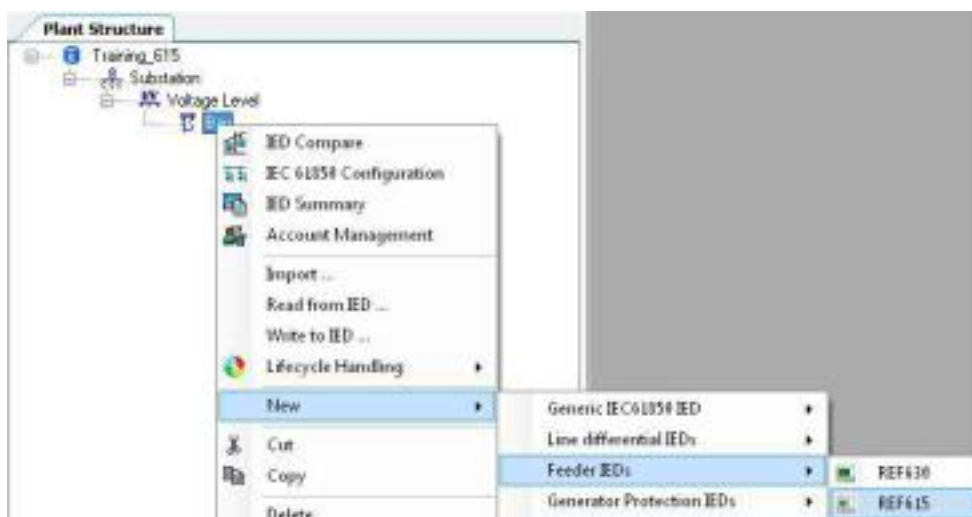 Plant Structure
Training_615
Substation
Voltage Level
IED Compare
IEC 61850 Configuration
IED Summary
Account Management
Import ...
Read from IED ...
Write to IED ...
Lifecycle Handling
New
Generic IEC61850 IED
Line differential IEDs
Cut
Copy
Feeder IEDs
REF630
Generator Protection IEDs
REF615
Delete